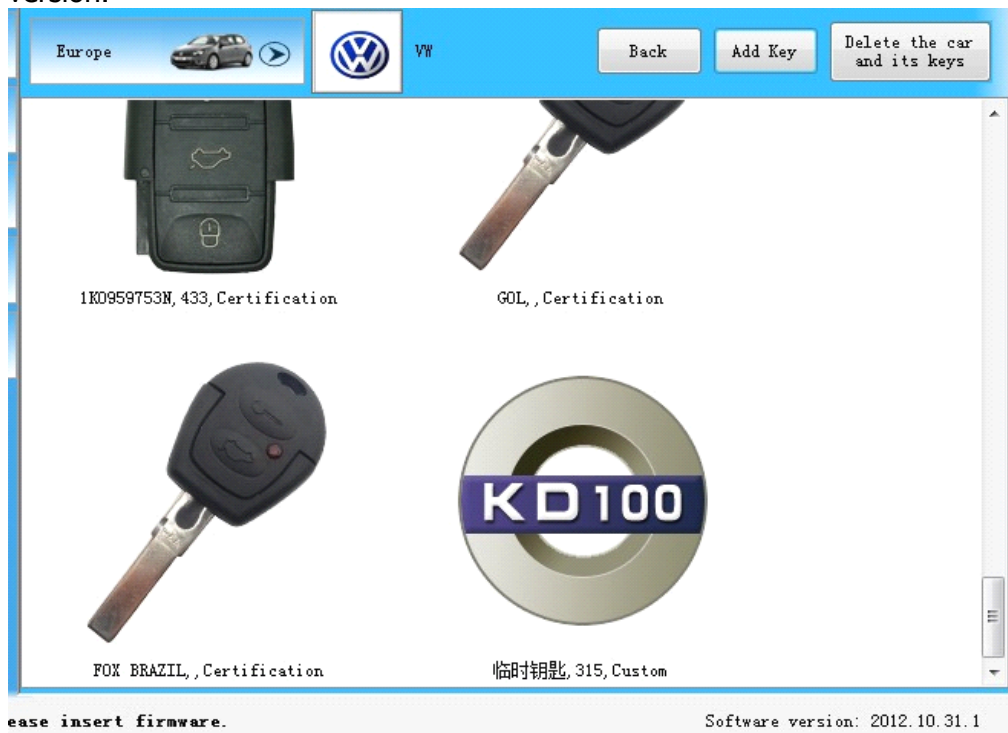 version.
Europe
VW
Back
Add Key
Delete the car
and its keys
1K0959753N, 433, Certification
GOL, , Certification
FOX BRAZIL, , Certification
KD100
临时钥匙, 315, Custom
ease insert firmware.
Software version: 2012.10.31.1